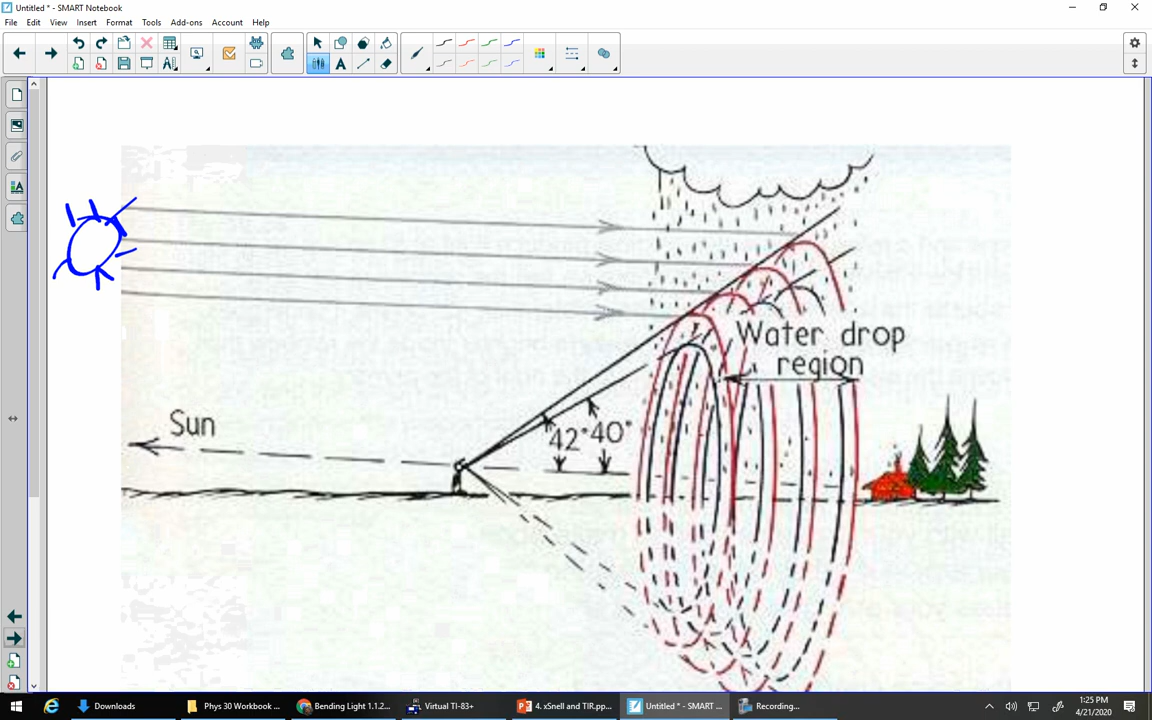 Untitled * - SMART Notebook
File Edit View Insert Format Tools Add-ons Account Help
Water drop
region
Sun
42° 40°
Downloads
Phys 30 Workbook ...
Bending Light 1.1.2...
Virtual TI-83+
4. xSnell and TIR.pp...
Untitled * - SMART ...
Recording...
1:25 PM
4/21/2020